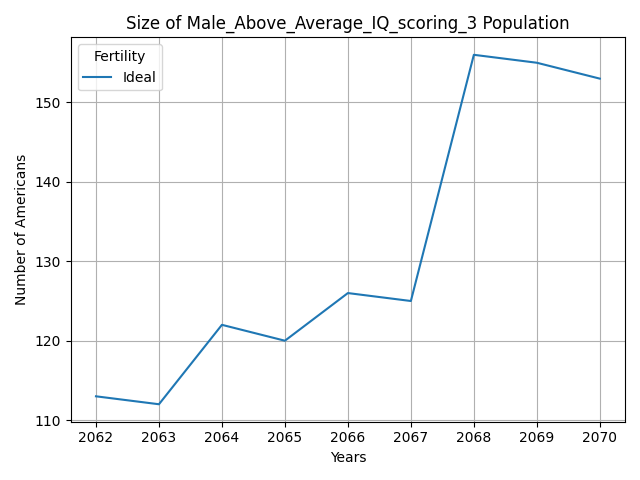 Size of Male_Above_Average_IQ_scoring_3 Population
Fertility
Ideal
Number of Americans
150
140
130
120
110
2062 2063 2064 2065 2066 2067 2068 2069 2070
Years